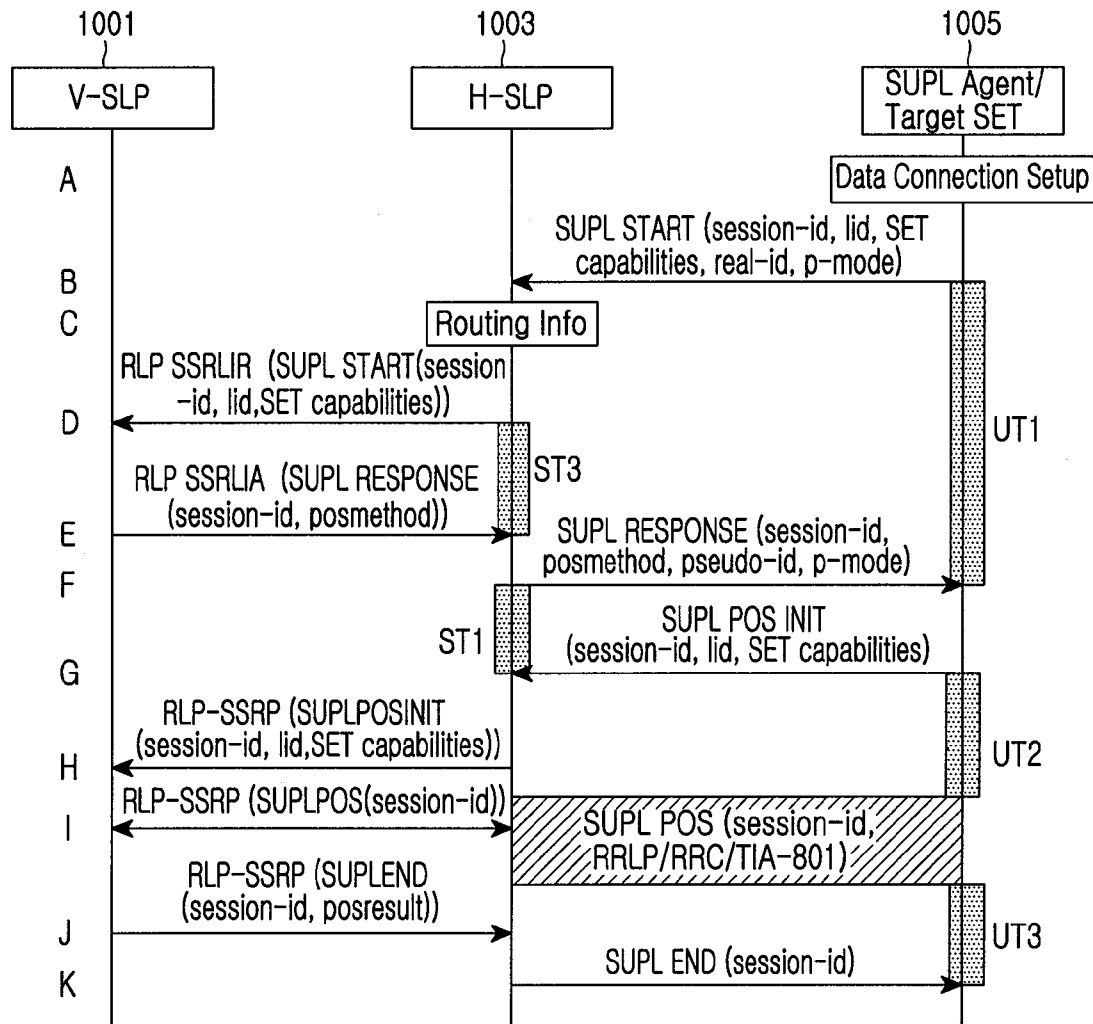 1001
1003
1005
V-SLP
H-SLP
SUPL Agent/
Target SET
A
Data Connection Setup
SUPL START (session-id, lid, SET
capabilities, real-id, p-mode)
B
C
Routing Info
RLP SSRLIR (SUPL START(session
-id, lid,SET capabilities))
D
UT1
ST3
RLP SSRLIA (SUPL RESPONSE
(session-id, posmethod))
E
SUPL RESPONSE (session-id,
posmethod, pseudo-id, p-mode)
F
ST1
SUPL POS INIT
(session-id, lid, SET capabilities)
G
RLP-SSRP (SUPLPOSINIT
(session-id, lid,SET capabilities))
H
UT2
RLP-SSRP (SUPLPOS(session-id))
I
SUPL POS (session-id,
RRLP/RRC/TIA-801)
RLP-SSRP (SUPLEND
(session-id, posresult))
J
UT3
SUPL END (session-id)
K